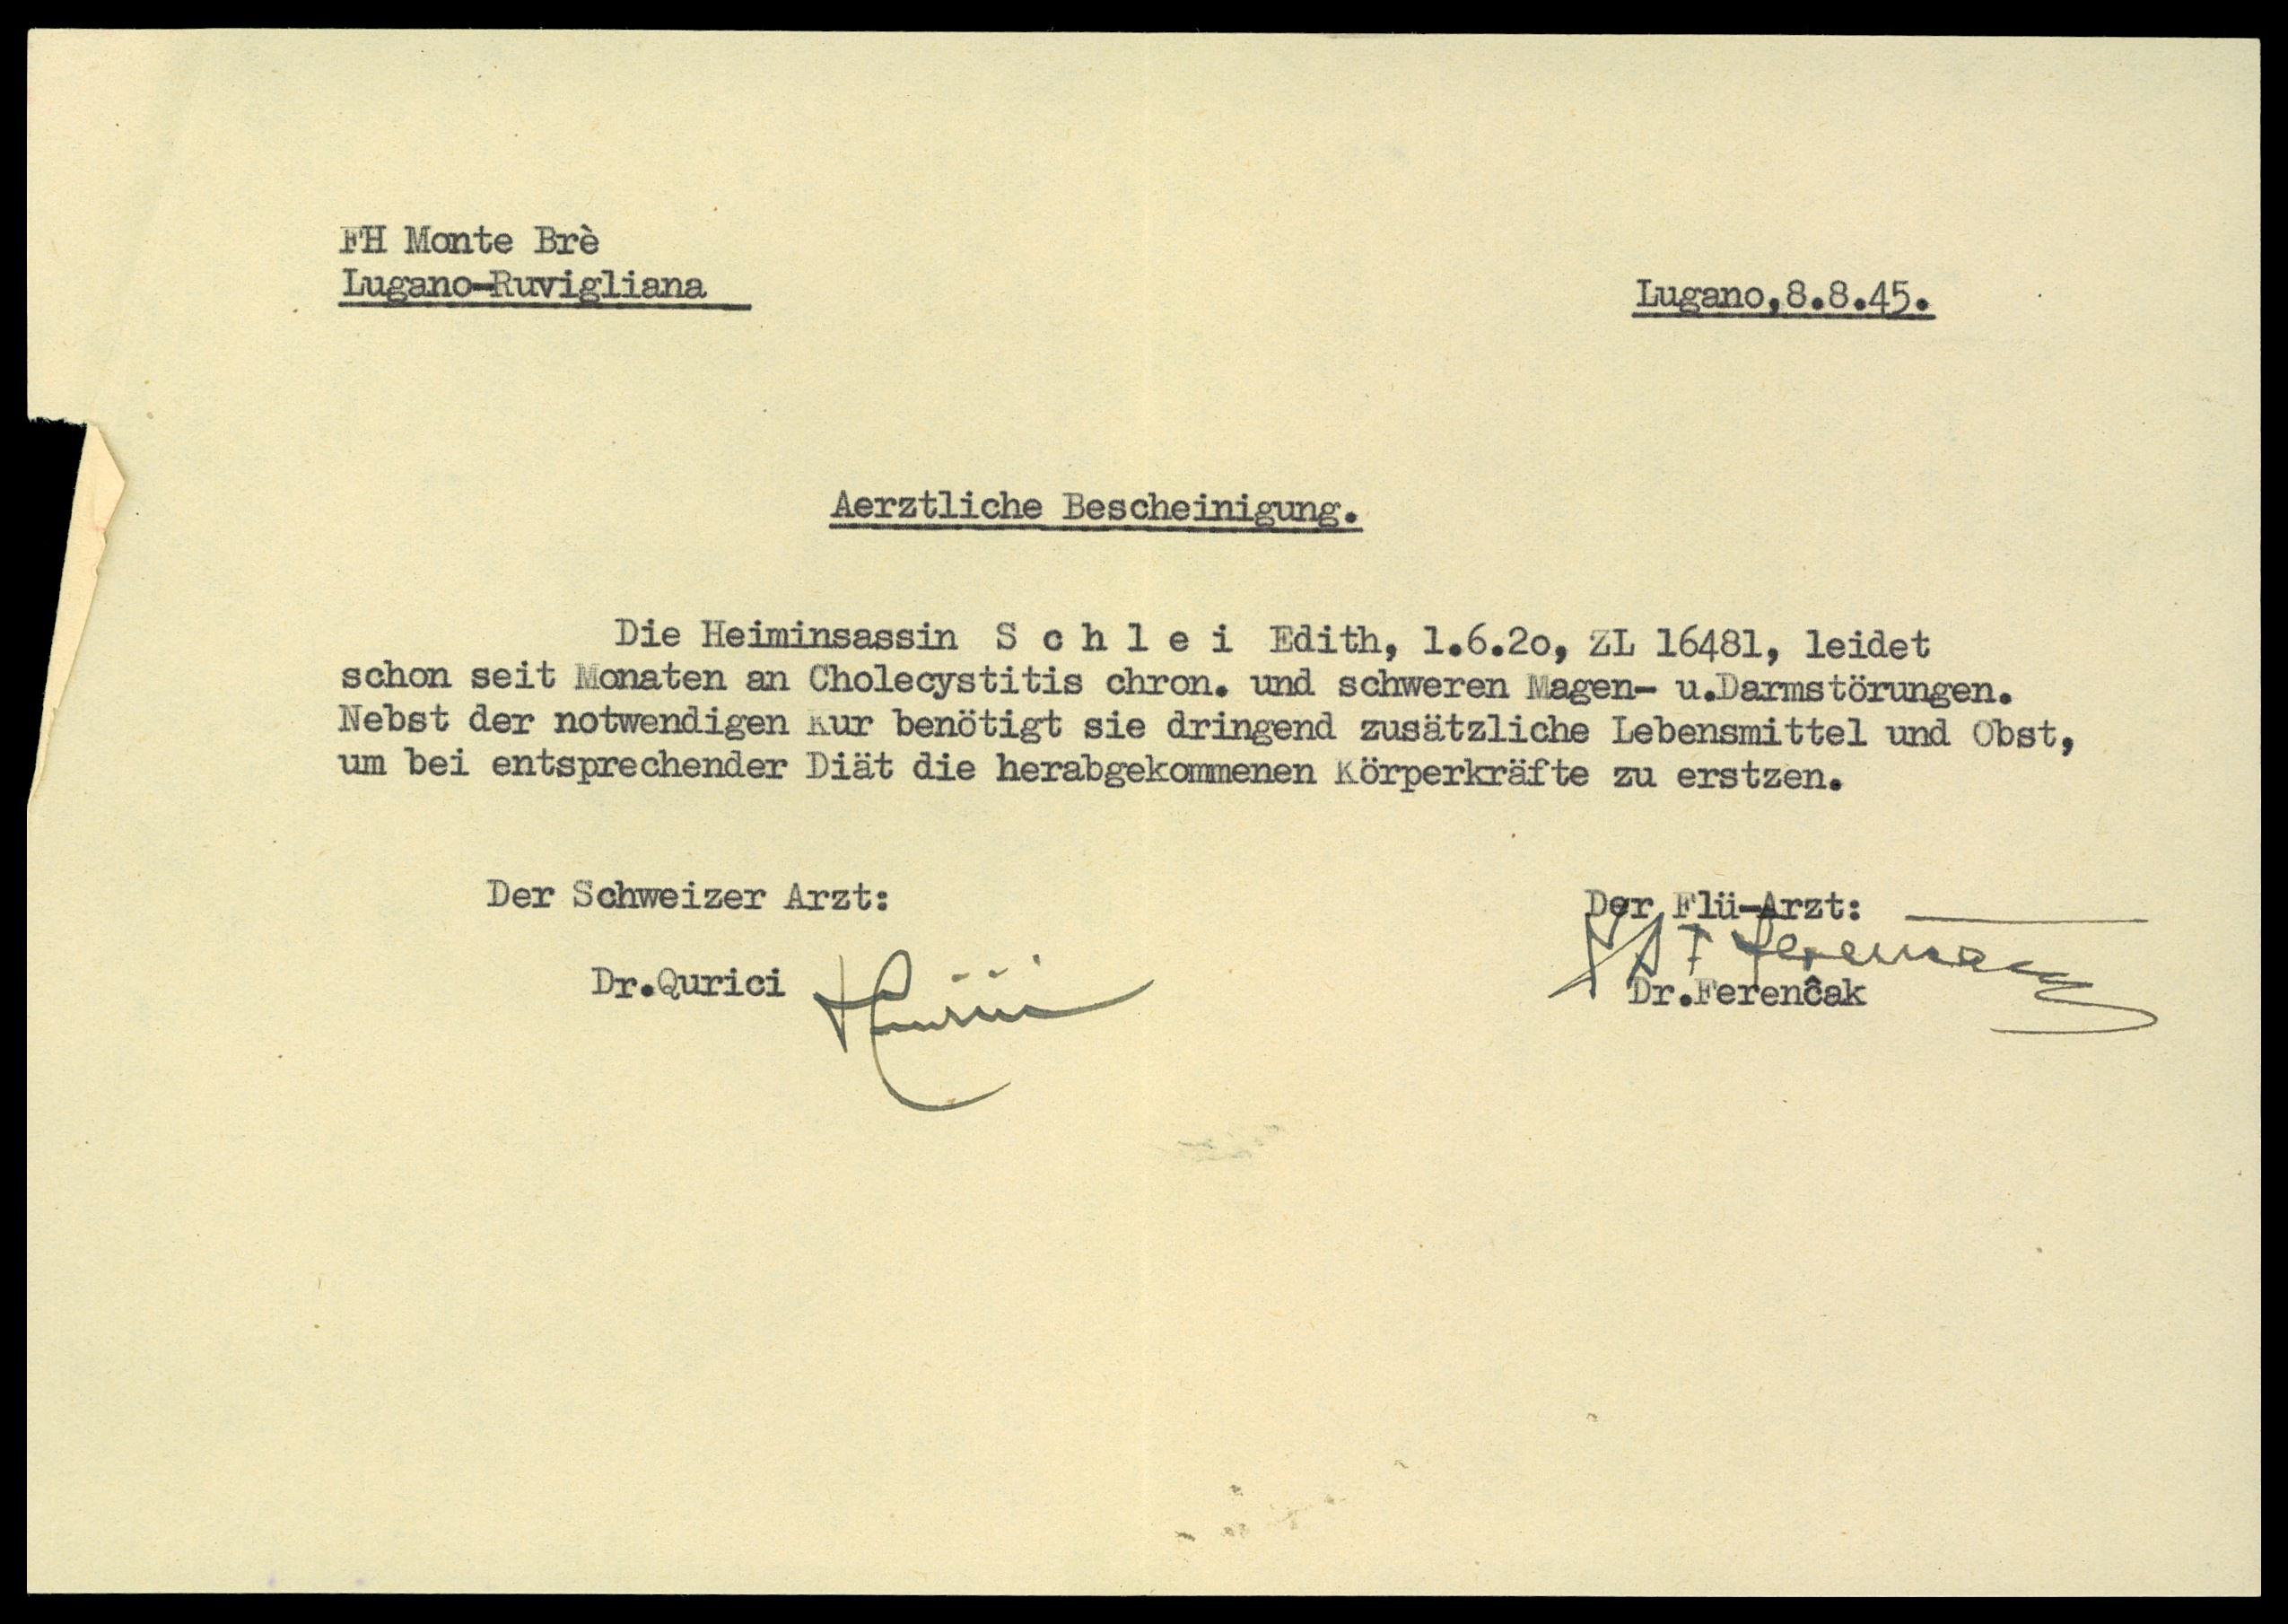 FH Monte Brè
Lugano-Ruvigliana
Lugano,8.8.45.
Aerztliche Bescheinigung.
Die Heiminsassin S c h l e i Edith, 1.6.2o, ZL 16481, leidet
schon seit Monaten an Cholecystitis chron. und schweren Magen- u.Darmstörungen.
Nebst der notwendigen Kur benötigt sie dringend zusätzliche Lebensmittel und Obst,
um bei entsprechender Diät die herabgekommenen Körperkräfte zu erstzen.
Der Schweizer Arzt:
Der Flü-Arzt:
Dr.Qurici
Dr.Ferenĉak